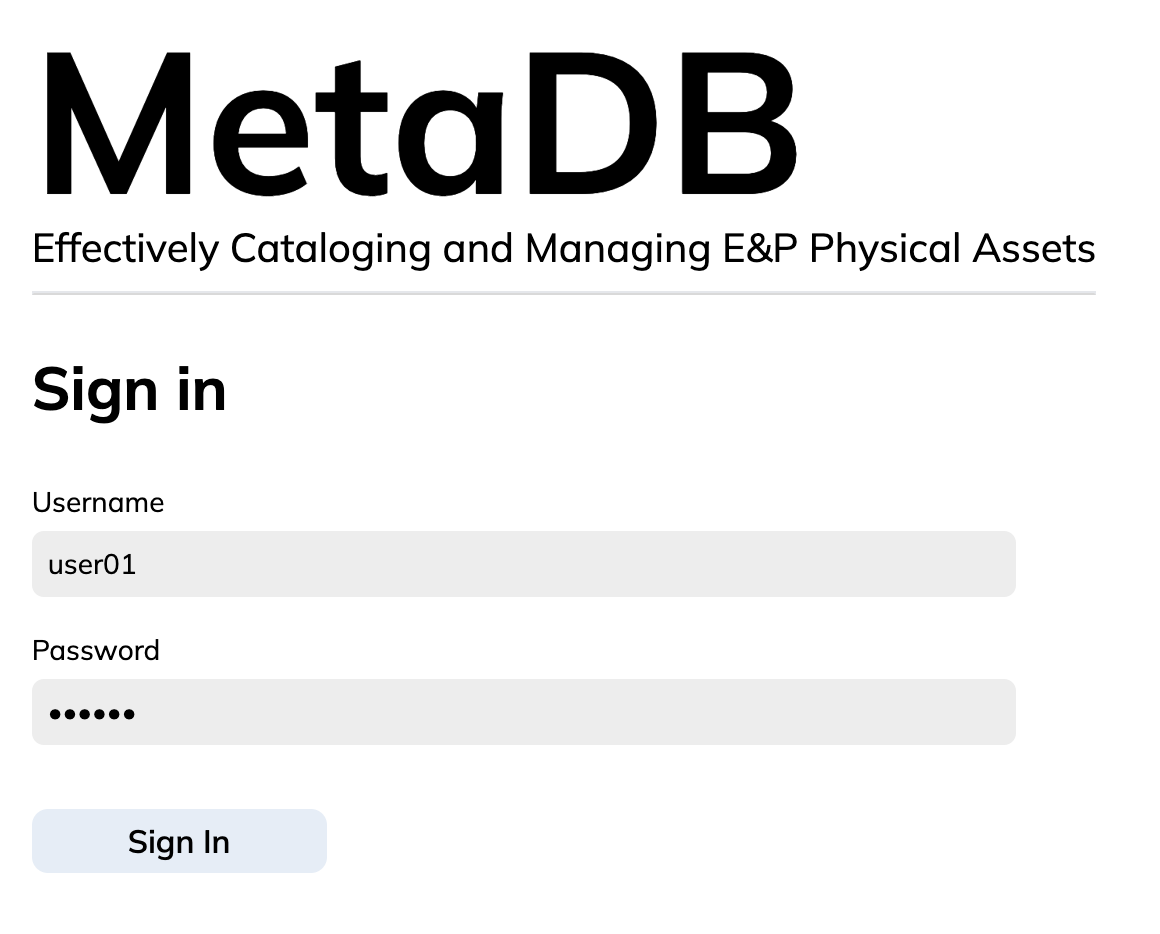 MetaDB
Effectively Cataloging and Managing E&P Physical Assets
Sign in
Username
user01
Password
••••••
Sign In